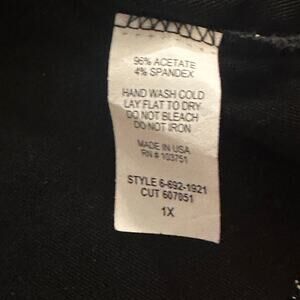 96% ACETATE
4% SPANDEX
HAND WASH COLD
LAY FLAT TO DRY
DO NOT BLEACH
DO NOT IRON
MADE IN USA
RN # 103751
STYLE 6-692-1921
CUT 607051
1X